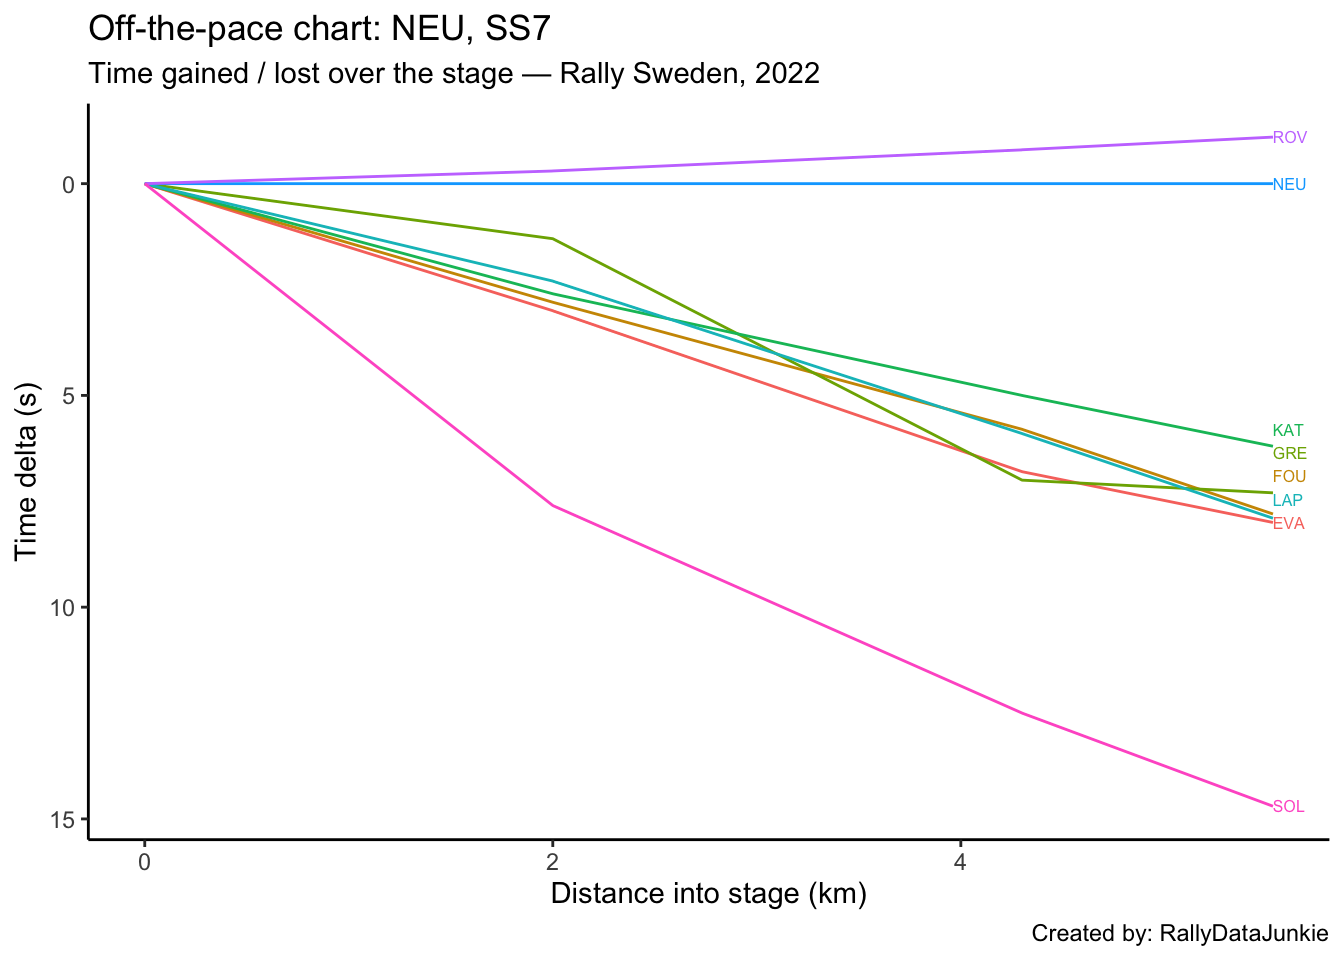 Off-the-pace chart: NEU, SS7
Time gained / lost over the stage — Rally Sweden, 2022
ROV
0
NEU
5
KAT
GRE
FOU
LAP
EVA
10
SOL
15
Time delta (s)
0 2 4
Distance into stage (km)
Created by: RallyDataJunkie